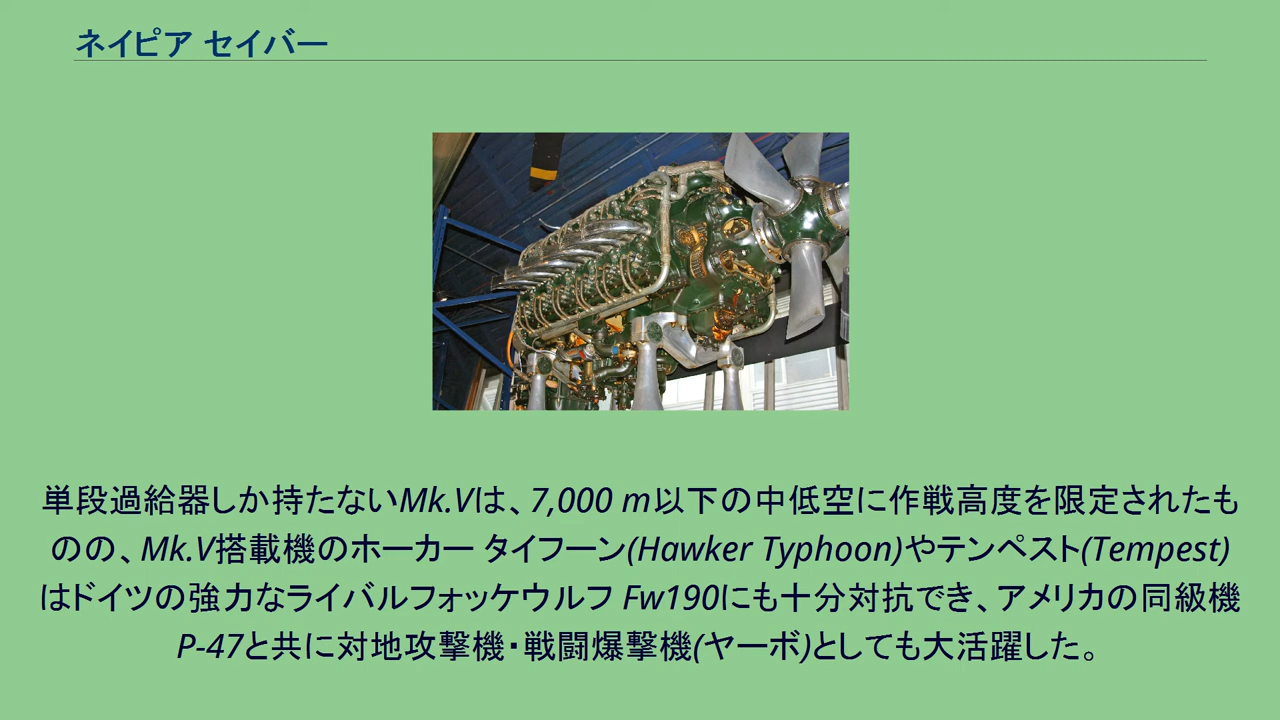 ネイピア セイバー
単段過給器しか持たないMk.Vは、7,000 m以下の中低空に作戦高度を限定されたも
のの、Mk.V搭載機のホーカー タイフーン(Hawker Typhoon)やテンペスト(Tempest)
はドイツの強力なライバルフォッケウルフ Fw190にも十分対抗でき、アメリカの同級機
P-47と共に対地攻撃機・戦闘爆撃機(ヤーボ)としても大活躍した。